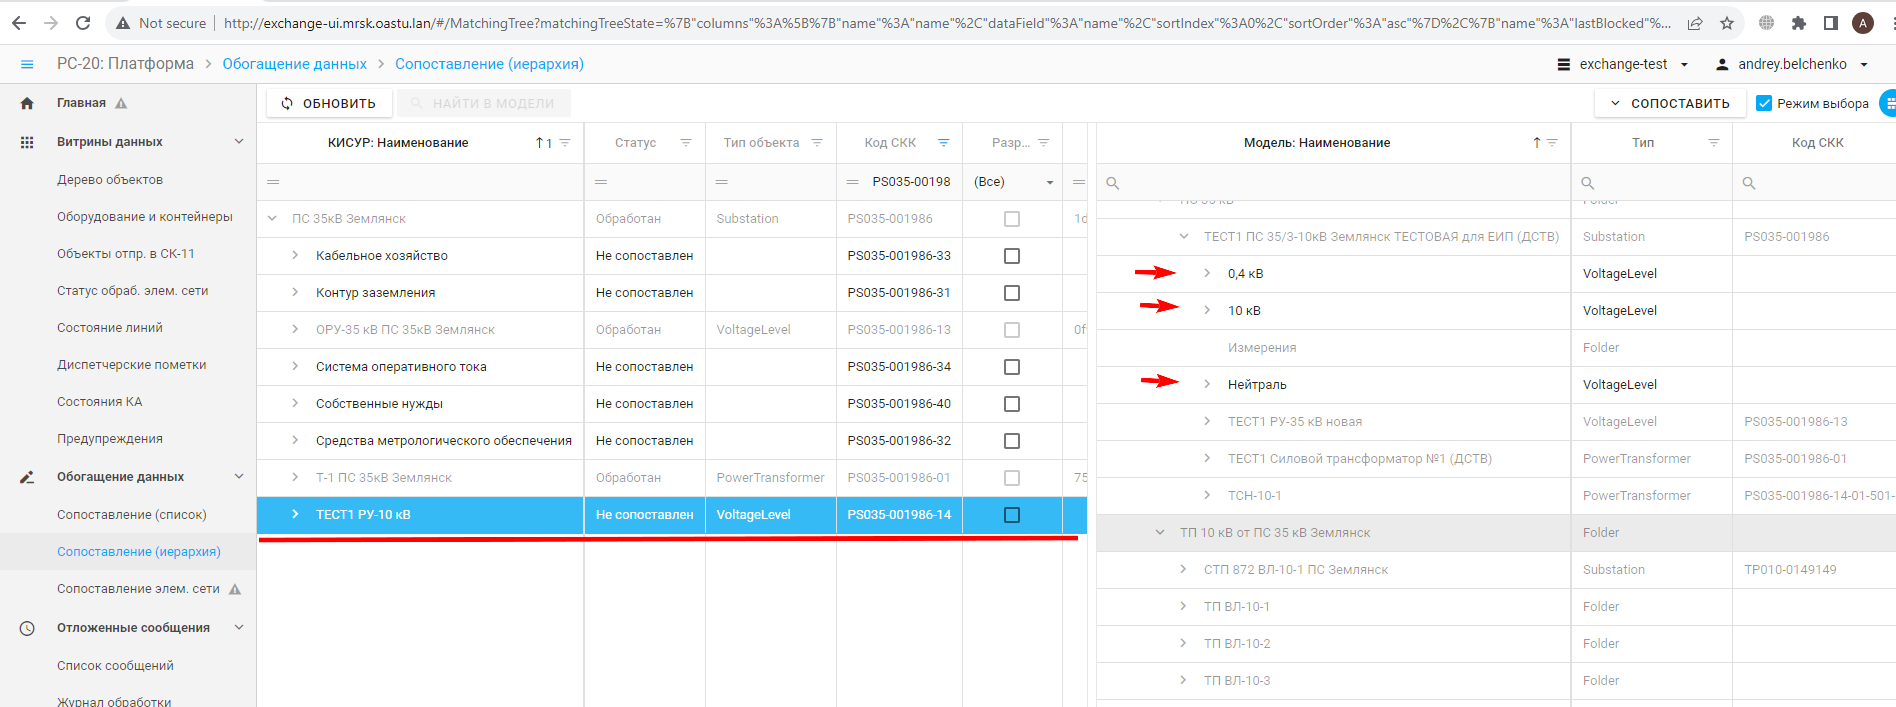 Not secure | http://exchange-ui.mrsk.oastu.lan/#/MatchingTree?matchingTreeState=%7B"columns"%3A%5B%7B"name"%3A"name"%2C"dataField"%3A"name"%2C"sortIndex"%3A0%2C"sortOrder"%3A"asc"%7D%2C%7B"name"%3A"lastBlocked"%...
A
РС-20: Платформа > Обогащение данных > Сопоставление (иерархия)
exchange-test
andrey.belchenko
Главная
Витрины данных
Дерево объектов
Оборудование и контейнеры
Объекты отпр. в СК-11
Статус обраб. элем. сети
Состояние линий
Диспетчерские пометки
Состояния КА
Предупреждения
Обогащение данных
Сопоставление (список)
Сопоставление (иерархия)
Сопоставление элем. сети
Отложенные сообщения
Список сообщений
Журнал обработки
ОБНОВИТЬ
НАЙТИ В МОДЕЛИ
СОПОСТАВИТЬ
Режим выбора
КИСУР: Наименование 1 Статус Тип объекта Код СКК Разр...
PS035-00198 (Все)
ПС 35кВ Землянск Обработан Substation PS035-001986 1d
Кабельное хозяйство Не сопоставлен PS035-001986-33
Контур заземления Не сопоставлен PS035-001986-31
ОРУ-35 кВ ПС 35кВ Землянск Обработан VoltageLevel PS035-001986-13 0f
Система оперативного тока Не сопоставлен PS035-001986-34
Собственные нужды Не сопоставлен PS035-001986-40
Средства метрологического обеспечения Не сопоставлен PS035-001986-32
Т-1 ПС 35кВ Землянск Обработан PowerTransformer PS035-001986-01 75
ТЕСТ1 РУ-10 кВ Не сопоставлен VoltageLevel PS035-001986-14
Модель: Наименование Тип Код СКК
ПС 35 кВ Folder
ТЕСТ1 ПС 35/3-10кВ Землянск ТЕСТОВАЯ для ЕИП (ДСТВ) Substation PS035-001986
0,4 кВ VoltageLevel
10 кВ VoltageLevel
Измерения Folder
Нейтраль VoltageLevel
ТЕСТ1 РУ-35 кВ новая VoltageLevel PS035-001986-13
ТЕСТ1 Силовой трансформатор №1 (ДСТВ) PowerTransformer PS035-001986-01
ТСН-10-1 PowerTransformer PS035-001986-14-01-501-
ТП 10 кВ от ПС 35 кВ Землянск Folder
СТП 872 ВЛ-10-1 ПС Землянск Substation TP010-0149149
ТП ВЛ-10-1 Folder
ТП ВЛ-10-2 Folder
ТП ВЛ-10-3 Folder